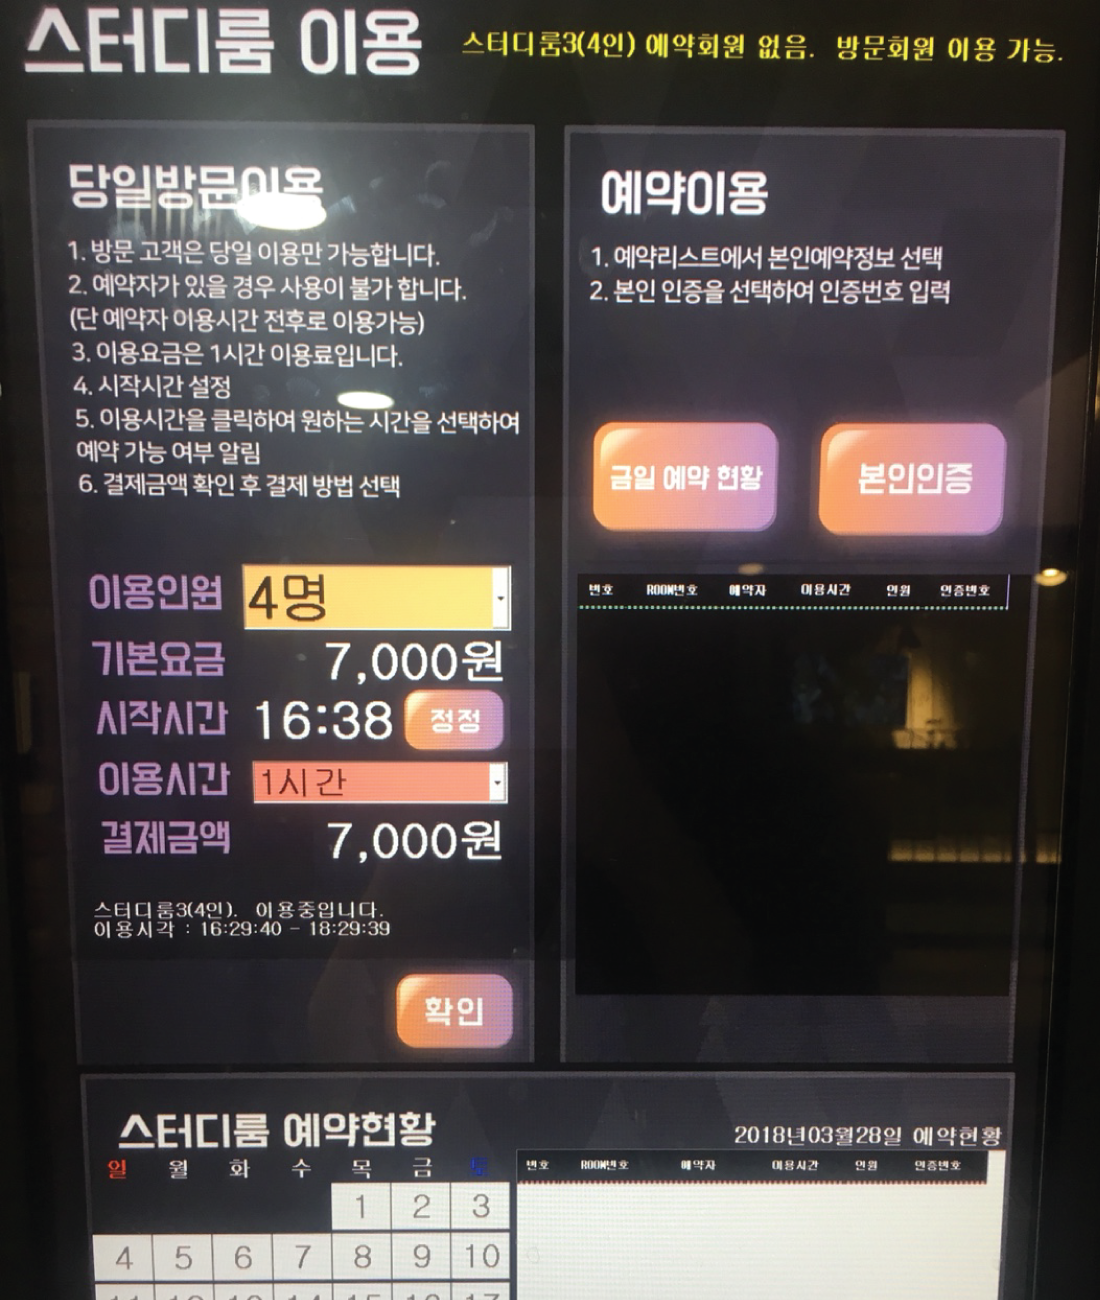 스터디룸 이용
스터디룸3(4인) 예약회원 없음. 방문회원 이용 가능.
당일방문이용
1. 방문 고객은 당일 이용만 가능합니다.
2. 예약자가 있을 경우 사용이 불가 합니다.
(단 예약자 이용시간 전후로 이용가능)
3. 이용요금은 1시간 이용료입니다.
4. 시작시간 설정
5. 이용시간을 클릭하여 원하는 시간을 선택하여
예약 가능 여부 알림
6. 결제금액 확인 후 결제 방법 선택
이용인원 4명
기본요금 7,000원
시작시간 16:38 정정
이용시간 1시간
결제금액 7,000원
스터디룸3(4인). 이용중입니다.
이용시각 : 16:29:40 - 18:29:39
확인
예약이용
1. 예약리스트에서 본인예약정보 선택
2. 본인 인증을 선택하여 인증번호 입력
금일 예약 현황 본인인증
번호 ROOM번호 예약자 이용시간 인원 인증번호
스터디룸 예약현황
2018년03월28일 예약현황
일 월 화 수 목 금 토
1 2 3
4 5 6 7 8 9 10
번호 ROOM번호 예약자 이용시간 인원 인증번호